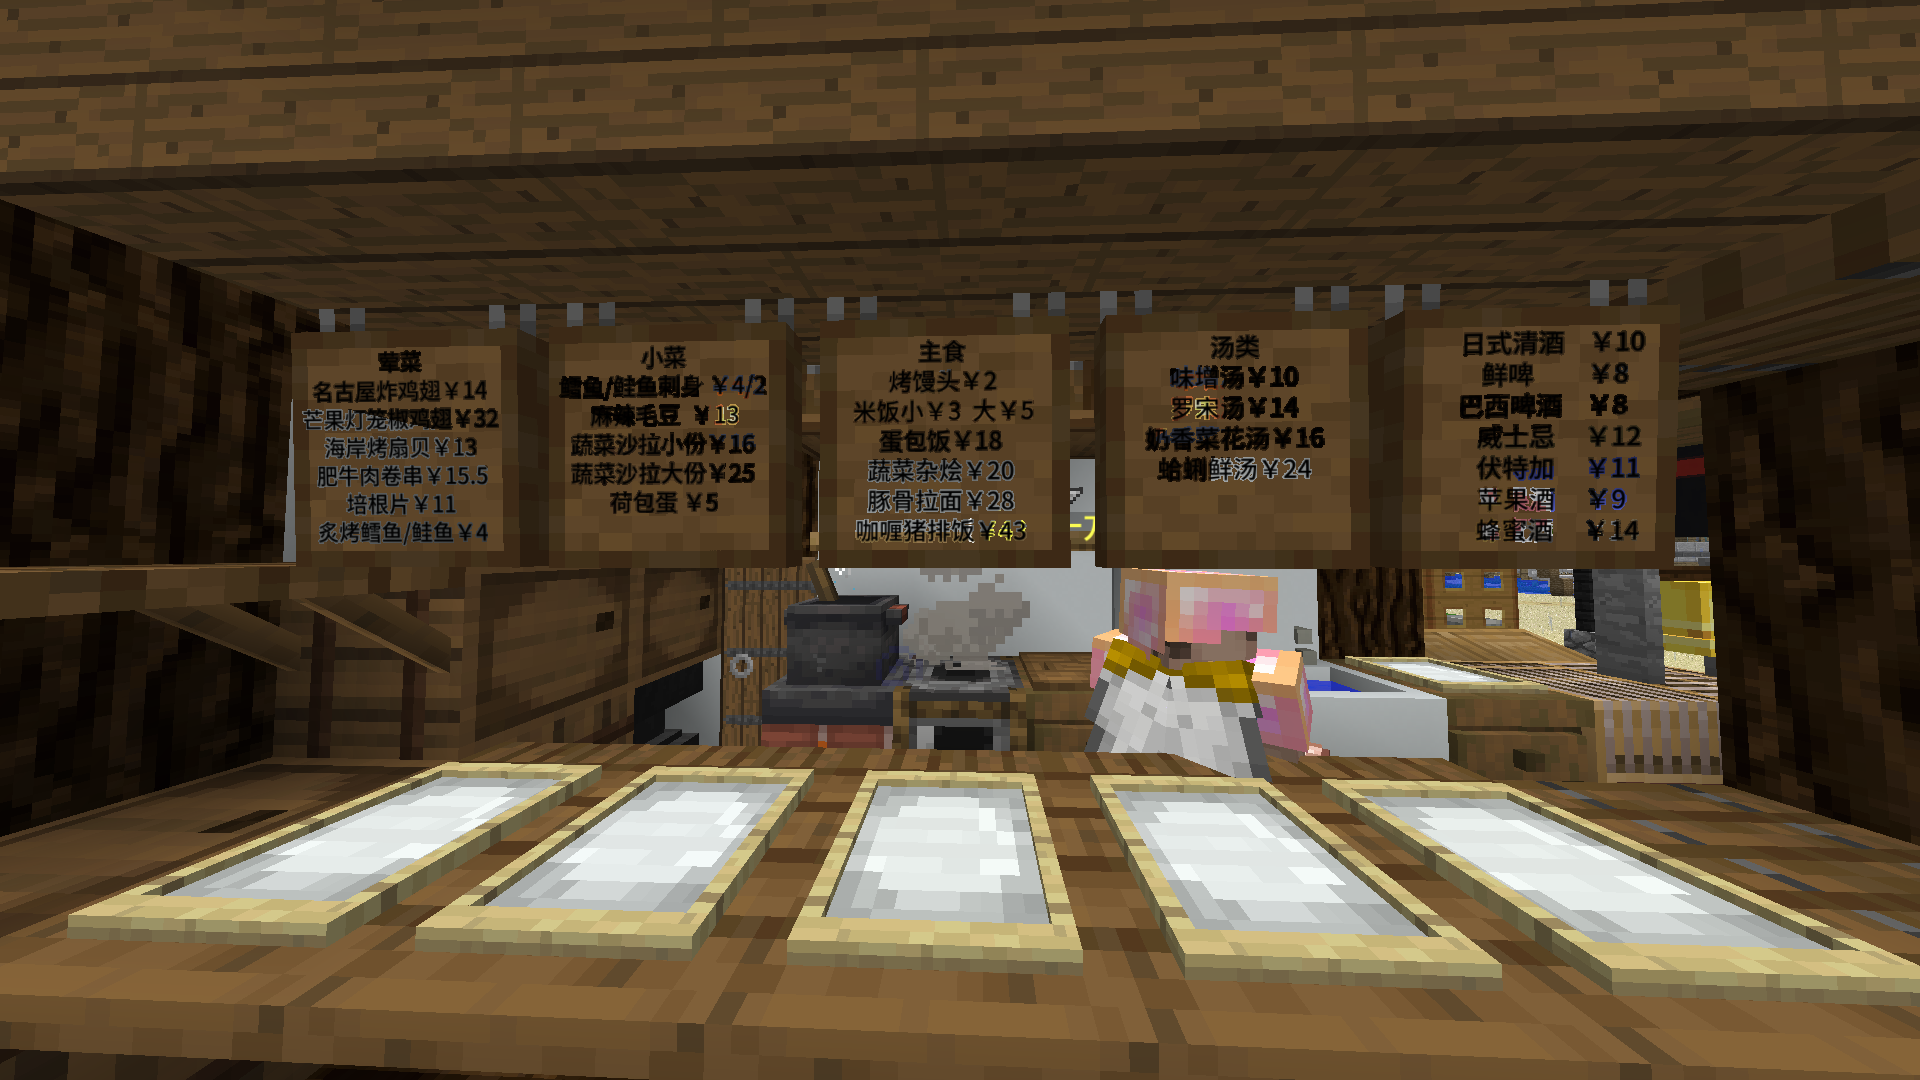 荤菜
名古屋炸鸡翅￥14
芒果灯笼椒鸡翅￥32
海岸烤扇贝￥13
肥牛肉卷串￥15.5
培根片￥11
炙烤鳕鱼/鲑鱼￥4
小菜
鳕鱼/鲑鱼刺身 ￥4/2
麻辣毛豆 ￥13
蔬菜沙拉小份￥16
蔬菜沙拉大份￥25
荷包蛋 ￥5
主食
烤馒头￥2
米饭小￥3 大￥5
蛋包饭￥18
蔬菜杂烩￥20
豚骨拉面￥28
咖喱猪排饭￥43
汤类
味增汤￥10
罗宋汤￥14
奶香菜花汤￥16
蛤蜊鲜汤￥24
日式清酒 ￥10
鲜啤 ￥8
巴西啤酒 ￥8
威士忌 ￥12
伏特加 ￥11
苹果酒 ￥9
蜂蜜酒 ￥14